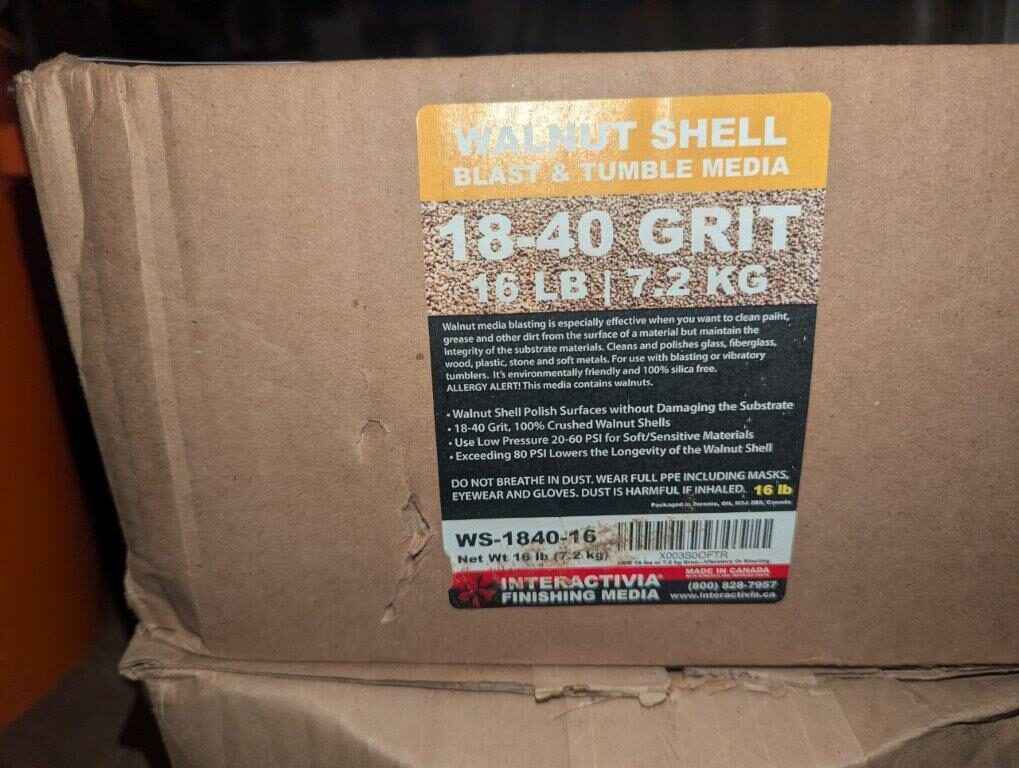 WALNUT SHELL
BLAST & TUMBLE MEDIA
18-40 GRIT
16 LB | 7.2 KG
Walnut media blasting is especially effective when you want to clean paint,
grease and other dirt from the surface of a material but maintain the
integrity of the substrate materials. Cleans and polishes glass, fiberglass,
wood, plastic, stone and soft metals. For use with blasting or vibratory
tumblers. It's environmentally friendly and 100% silica free.
ALLERGY ALERT! This media contains walnuts.
• Walnut Shell Polish Surfaces without Damaging the Substrate
• 18-40 Grit, 100% Crushed Walnut Shells
• Use Low Pressure 20-60 PSI for Soft/Sensitive Materials
• Exceeding 80 PSI Lowers the Longevity of the Walnut Shell
DO NOT BREATHE IN DUST. WEAR FULL PPE INCLUDING MASKS,
EYEWEAR AND GLOVES. DUST IS HARMFUL IF INHALED. 16 lb
Packaged in Toronto, ON, Canada
WS-1840-16
Net Wt 16 lb (7.2 kg)
X003S0OFTR
MADE IN CANADA
INTERACTIVIA®
FINISHING MEDIA
(800) 828-7957
www.interactivia.ca